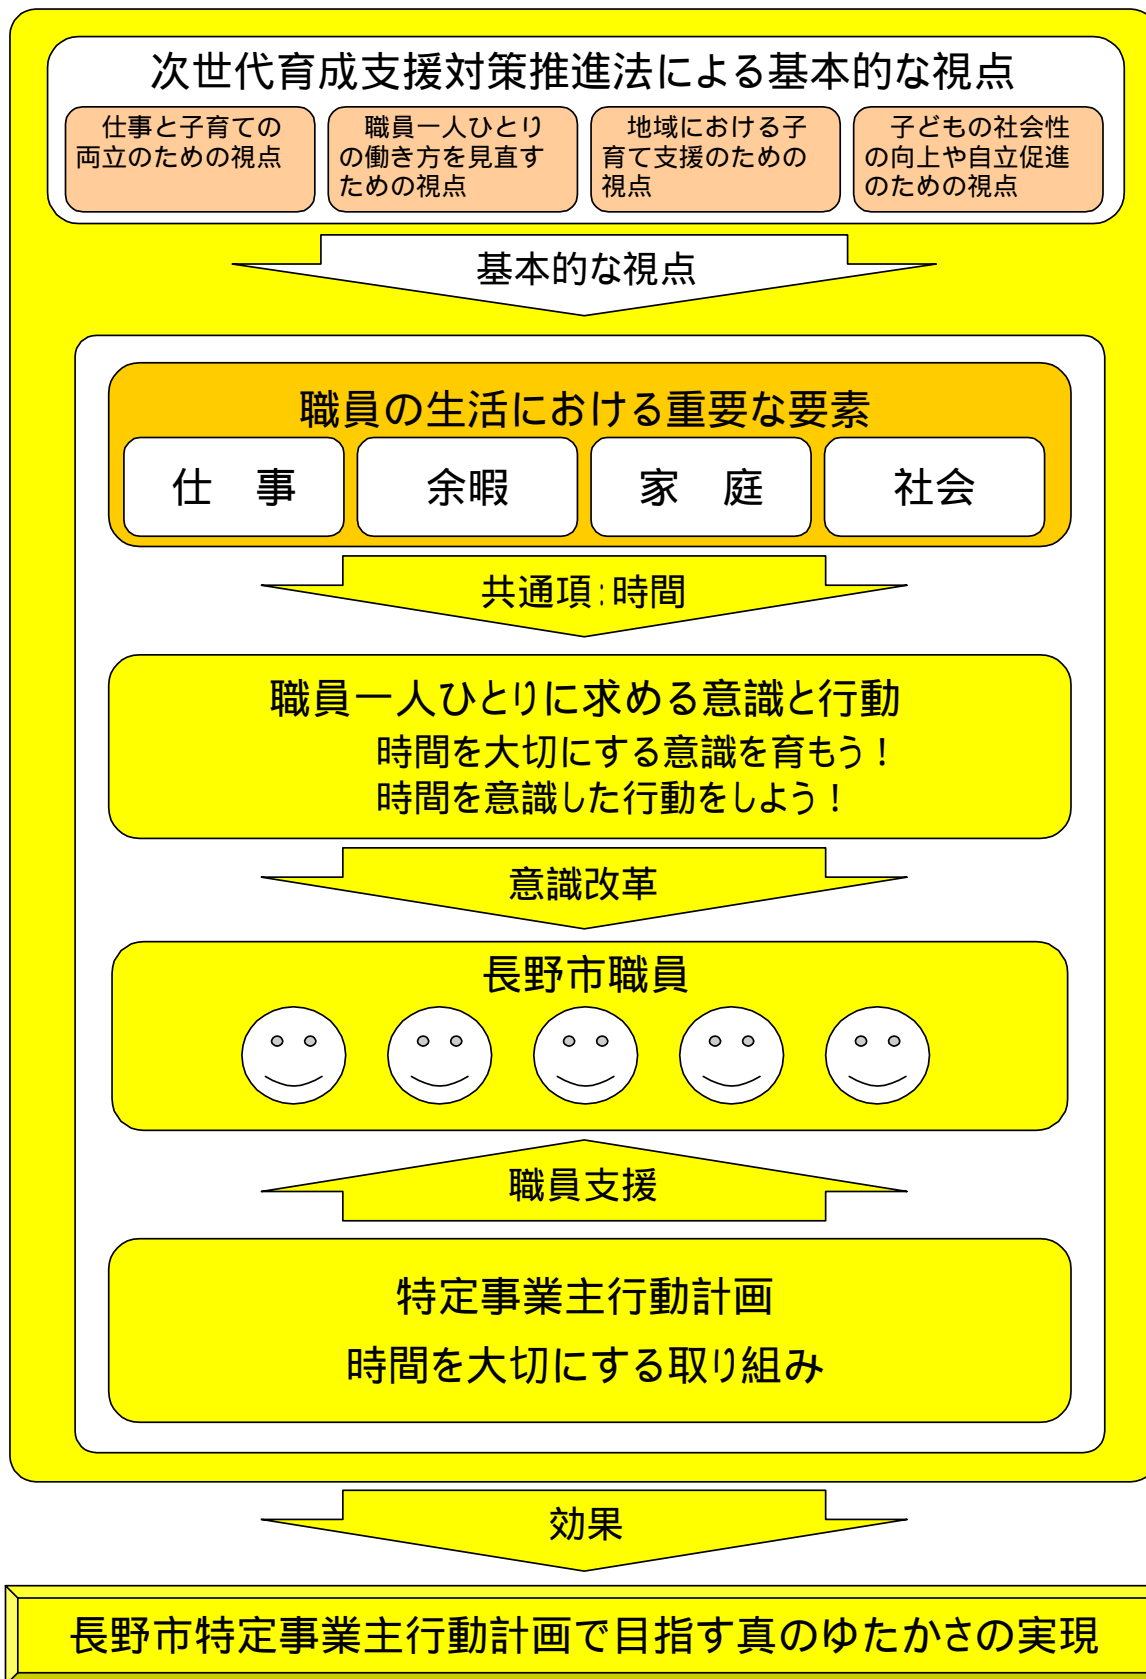 次世代育成支援対策推進法による基本的な視点
仕事と子育ての
両立のための視点
職員一人ひとり
の働き方を見直す
ための視点
地域における子
育て支援のための
視点
子どもの社会性
の向上や自立促進
のための視点
基本的な視点
職員の生活における重要な要素
仕　事
余暇
家　庭
社会
共通項:時間
職員一人ひとりに求める意識と行動
時間を大切にする意識を育もう！
時間を意識した行動をしよう！
意識改革
長野市職員
職員支援
特定事業主行動計画
時間を大切にする取り組み
効果
長野市特定事業主行動計画で目指す真のゆたかさの実現